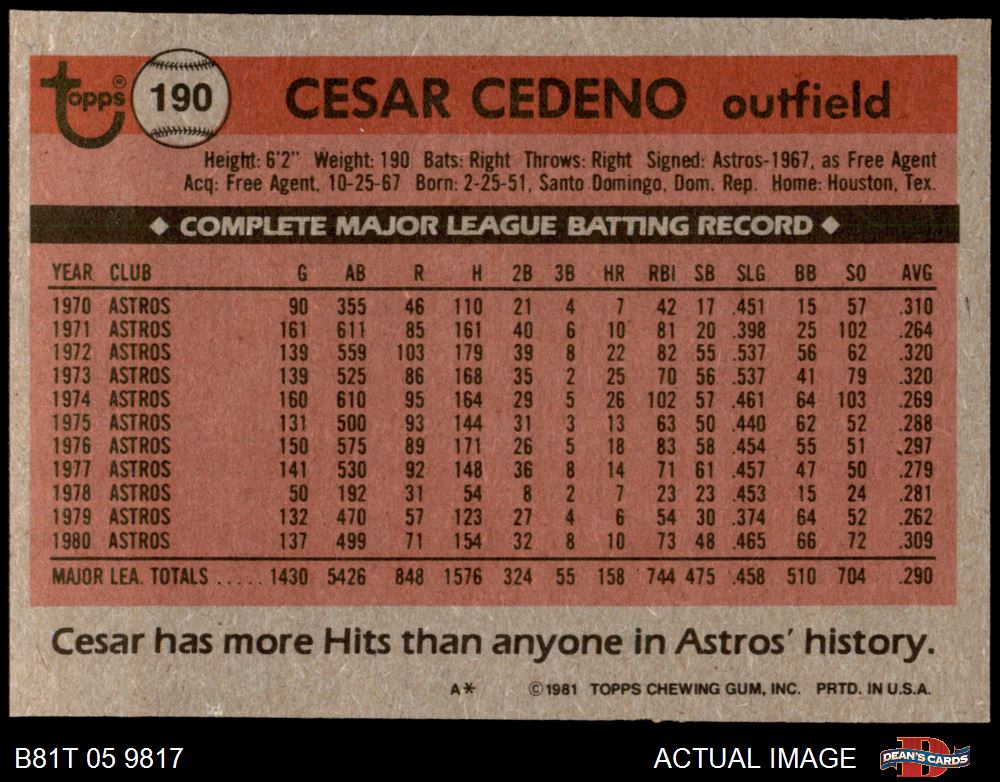 Topps® 190 CESAR CEDENO outfield
Height: 6'2" Weight: 190 Bats: Right Throws: Right Signed: Astros-1967, as Free Agent
Acq: Free Agent, 10-25-67 Born: 2-25-51, Santo Domingo, Dom. Rep. Home: Houston, Tex.
◆ COMPLETE MAJOR LEAGUE BATTING RECORD ◆
YEAR CLUB G AB R H 2B 3B HR RBI SB SLG BB SO AVG
1970 ASTROS 90 355 46 110 21 4 7 42 17 .451 15 57 .310
1971 ASTROS 161 611 85 161 40 6 10 81 20 .398 25 102 .264
1972 ASTROS 139 559 103 179 39 8 22 82 55 .537 56 62 .320
1973 ASTROS 139 525 86 168 35 2 25 70 56 .537 41 79 .320
1974 ASTROS 160 610 95 164 29 5 26 102 57 .461 64 103 .269
1975 ASTROS 131 500 93 144 31 3 13 63 50 .440 62 52 .288
1976 ASTROS 150 575 89 171 26 5 18 83 58 .454 55 51 .297
1977 ASTROS 141 530 92 148 36 8 14 71 61 .457 47 50 .279
1978 ASTROS 50 192 31 54 8 2 7 23 23 .453 15 24 .281
1979 ASTROS 132 470 57 123 27 4 6 54 30 .374 64 52 .262
1980 ASTROS 137 499 71 154 32 8 10 73 48 .465 66 72 .309
MAJOR LEA. TOTALS ..... 1430 5426 848 1576 324 55 158 744 475 .458 510 704 .290
Cesar has more Hits than anyone in Astros' history.
A* ©1981 TOPPS CHEWING GUM, INC. PRTD. IN U.S.A.
B81T 05 9817 ACTUAL IMAGE DEAN'S CARDS